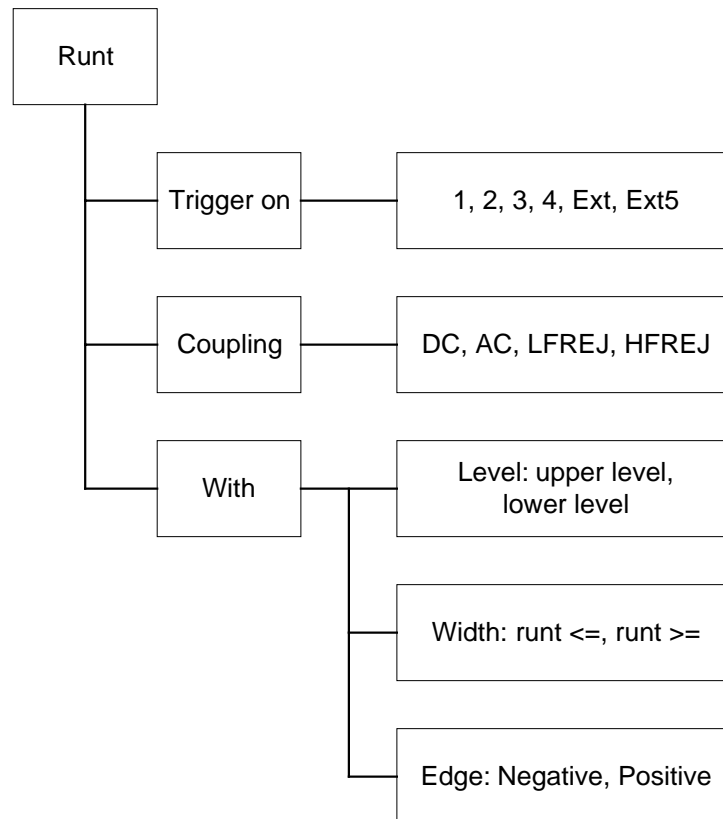 Runt
Trigger on
1, 2, 3, 4, Ext, Ext5
Coupling
DC, AC, LFREJ, HFREJ
With
Level: upper level,
lower level
Width: runt <=, runt >=
Edge: Negative, Positive